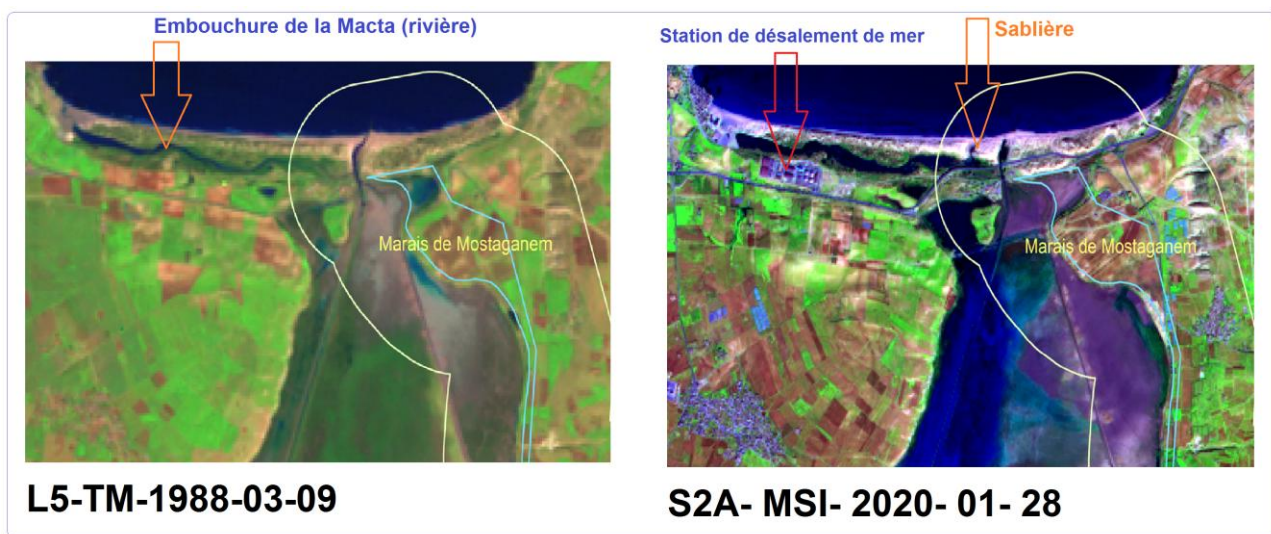 Embouchure de la Macta (rivière)
Station de désalement de mer
Sablière
Marais de Mostaganem
Marais de Mostaganem
L5-TM-1988-03-09
S2A- MSI- 2020- 01- 28